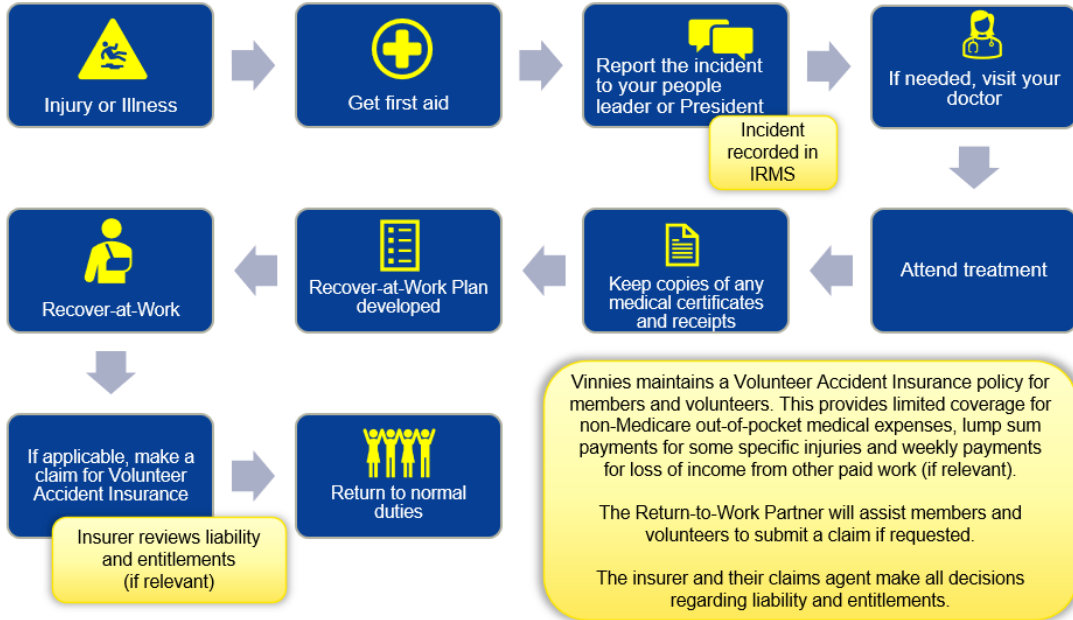 Injury or Illness
Get first aid
Report the incident
to your people
leader or President
Incident
recorded in
IRMS
If needed, visit your
doctor
Attend treatment
Keep copies of any
medical certificates
and receipts
Recover-at-Work Plan
developed
Recover-at-Work
If applicable, make a
claim for Volunteer
Accident Insurance
Insurer reviews liability
and entitlements
(if relevant)
Return to normal
duties
Vinnies maintains a Volunteer Accident Insurance policy for
members and volunteers. This provides limited coverage for
non-Medicare out-of-pocket medical expenses, lump sum
payments for some specific injuries and weekly payments
for loss of income from other paid work (if relevant).
The Return-to-Work Partner will assist members and
volunteers to submit a claim if requested.
The insurer and their claims agent make all decisions
regarding liability and entitlements.